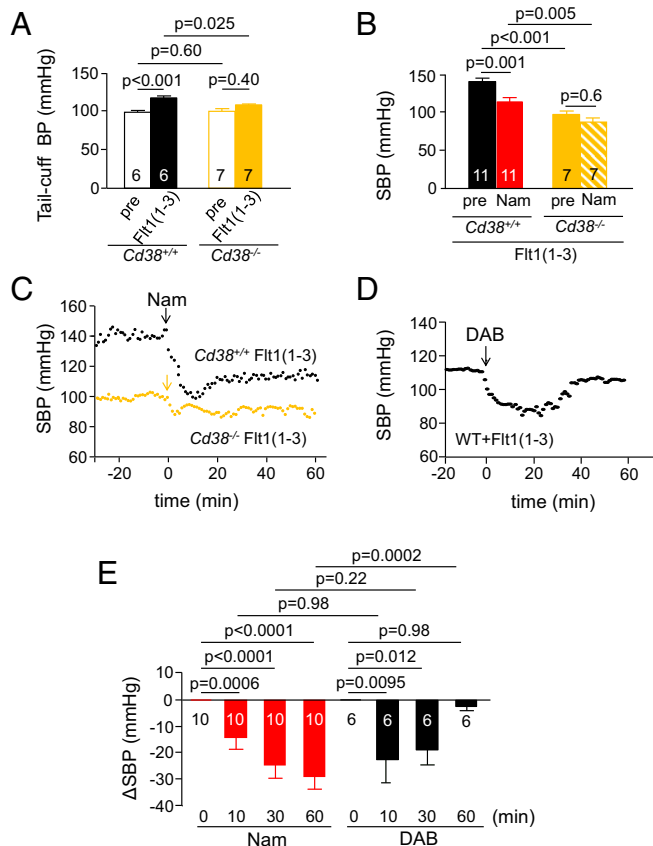 A
p=0.025
p=0.60
p<0.001
p=0.40
Tail-cuff BP (mmHg)
150
100
50
0
6
6
7
7
pre
Flt1(1-3)
pre
Flt1(1-3)
Cd38+/+
Cd38-/-
B
p=0.005
p<0.001
p=0.001
p=0.6
SBP (mmHg)
150
100
50
0
11
11
7
7
pre
Nam
pre
Nam
Cd38+/+
Cd38-/-
Flt1(1-3)
C
Nam
SBP (mmHg)
160
140
120
100
80
60
Cd38+/+ Flt1(1-3)
Cd38-/- Flt1(1-3)
-20
0
20
40
60
time (min)
D
DAB
SBP (mmHg)
140
120
100
80
60
WT+Flt1(1-3)
-20
0
20
40
60
time (min)
E
p=0.0002
p=0.22
p=0.98
p<0.0001
p=0.98
p<0.0001
p=0.012
p=0.0006
p=0.0095
ΔSBP (mmHg)
10
0
-10
-20
-30
-40
10
10
10
10
6
6
6
6
0
10
30
60
0
10
30
60
(min)
Nam
DAB